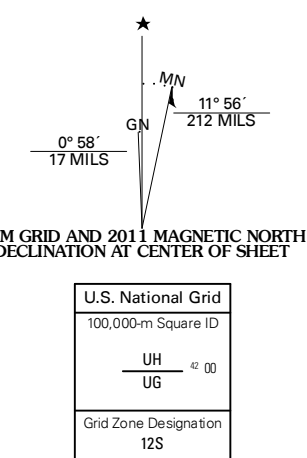 ★
MN
GN
11° 56´
212 MILS
0° 58´
17 MILS
M GRID AND 2011 MAGNETIC NORTH
DECLINATION AT CENTER OF SHEET
U.S. National Grid
100,000-m Square ID
UH
UG
42 00
Grid Zone Designation
12S